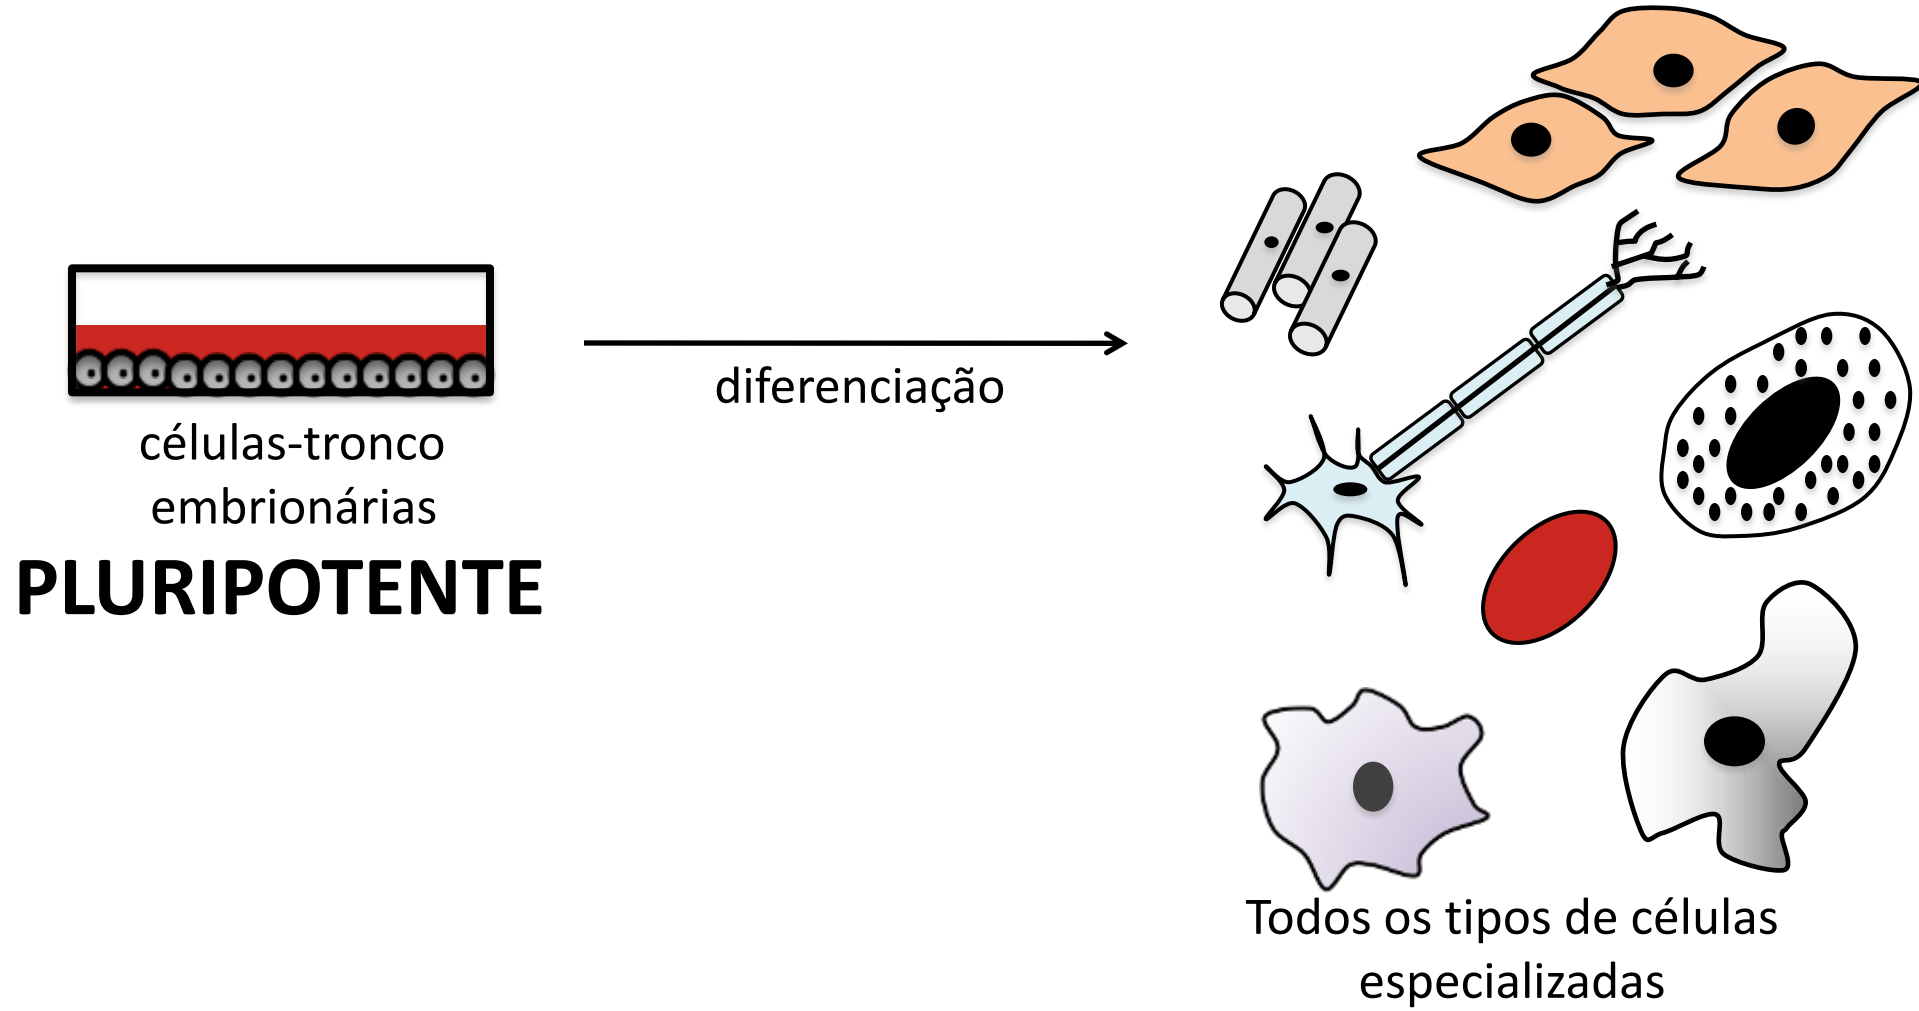 células-tronco
embrionárias
PLURIPOTENTE
diferenciação
Todos os tipos de células
especializadas